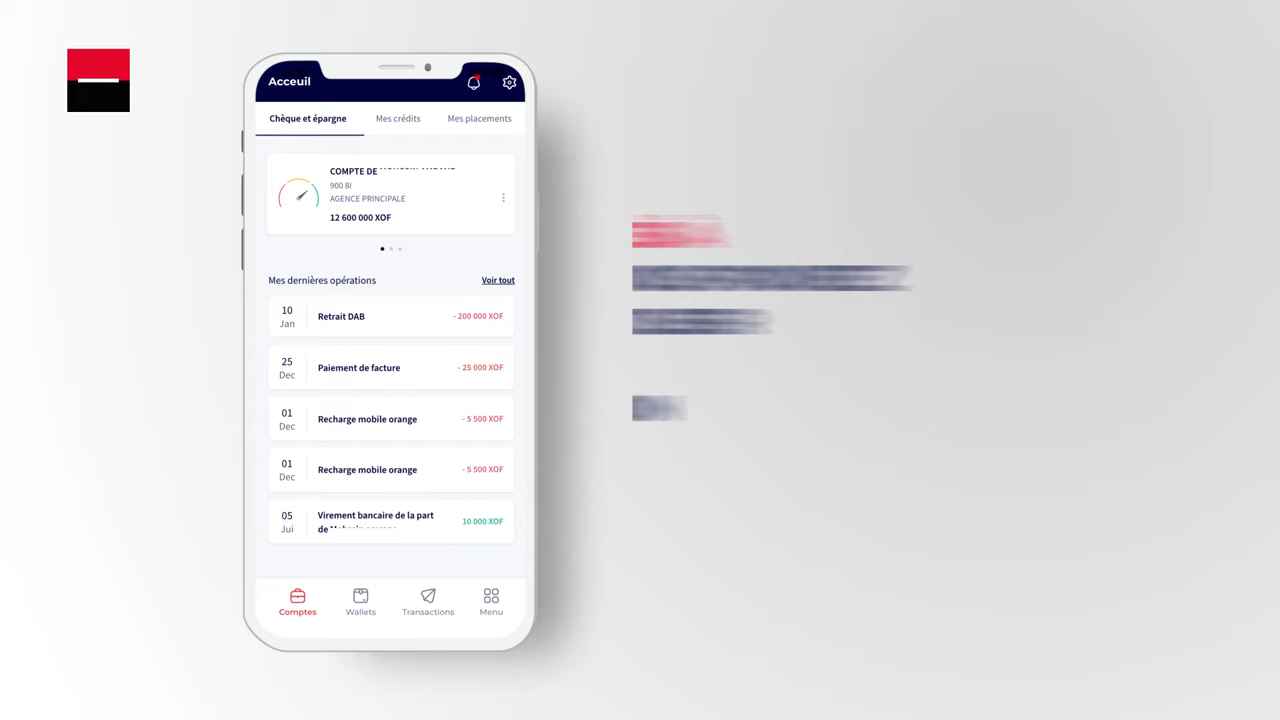 Acceuil
Chèque et épargne
Mes crédits
Mes placements
COMPTE DE
900 88
AGENCE PRINCIPALE
12 600 000 XOF
Mes dernières opérations
Voir tout
10
Jan
Retrait DAB
- 200 000 XOF
25
Dec
Paiement de facture
- 25 000 XOF
01
Dec
Recharge mobile orange
- 5 500 XOF
01
Dec
Recharge mobile orange
- 5 500 XOF
05
Jui
Virement bancaire de la part
de
10 000 XOF
Comptes
Wallets
Transactions
Menu